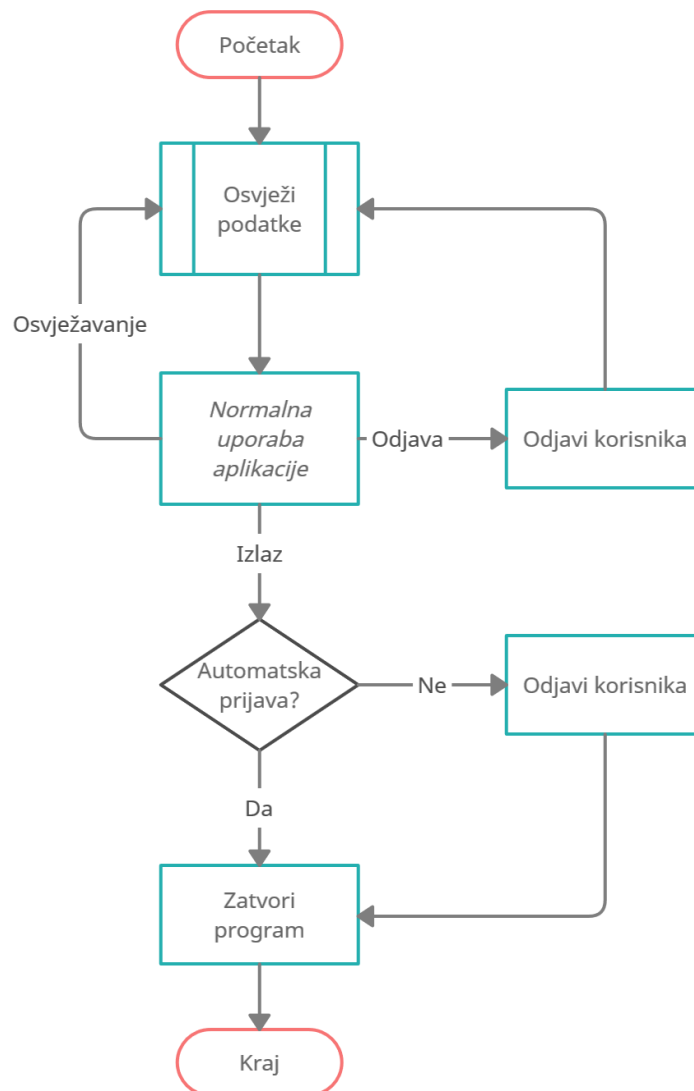 Početak
Osvježi
podatke
Osvježavanje
Normalna
uporaba
aplikacije
Odjava
Odjavi korisnika
Izlaz
Automatska
prijava?
Ne
Odjavi korisnika
Da
Zatvori
program
Kraj